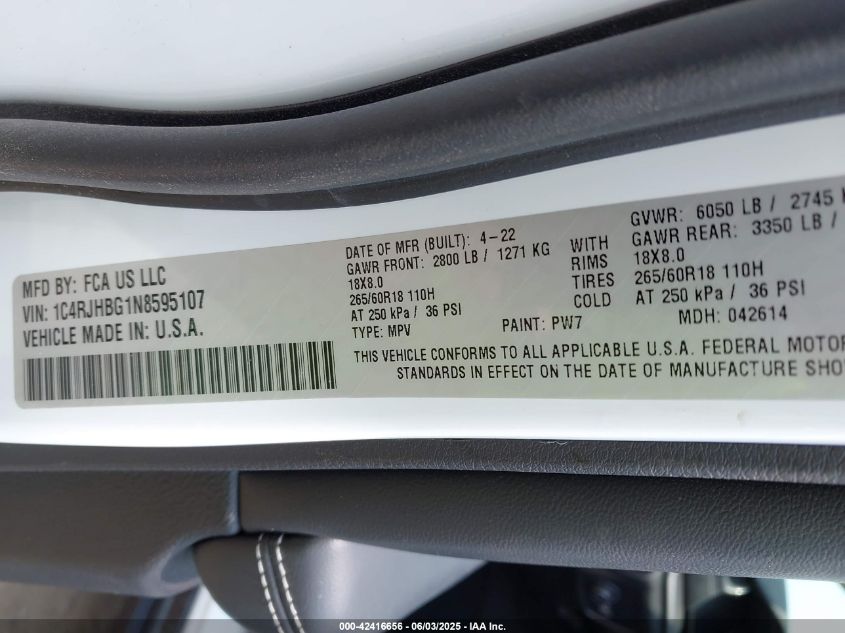 MFD BY: FCA US LLC
VIN: 1C4RJHBG1N8595107
VEHICLE MADE IN: U.S.A.
DATE OF MFR (BUILT): 4-22
GAWR FRONT: 2800 LB / 1271 KG
18X8.0
265/60R18 110H
AT 250 kPa / 36 PSI
TYPE: MPV
PAINT: PW7
WITH
RIMS
TIRES
COLD
GVWR: 6050 LB / 2745
GAWR REAR: 3350 LB /
18X8.0
265/60R18 110H
AT 250 kPa / 36 PSI
MDH: 042614
THIS VEHICLE CONFORMS TO ALL APPLICABLE U.S.A. FEDERAL MOTOR
STANDARDS IN EFFECT ON THE DATE OF MANUFACTURE SHO
000-42416656 - 06/03/2025 - IAA Inc.